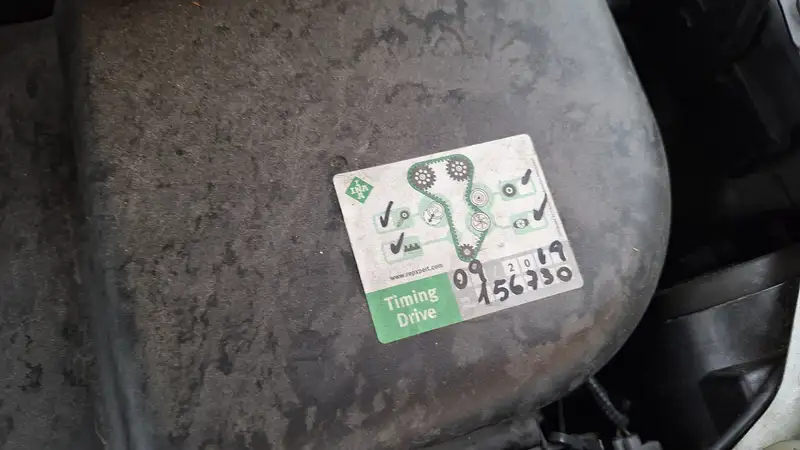 INA
www.repxpert.com
09 2019
156730
Timing
Drive